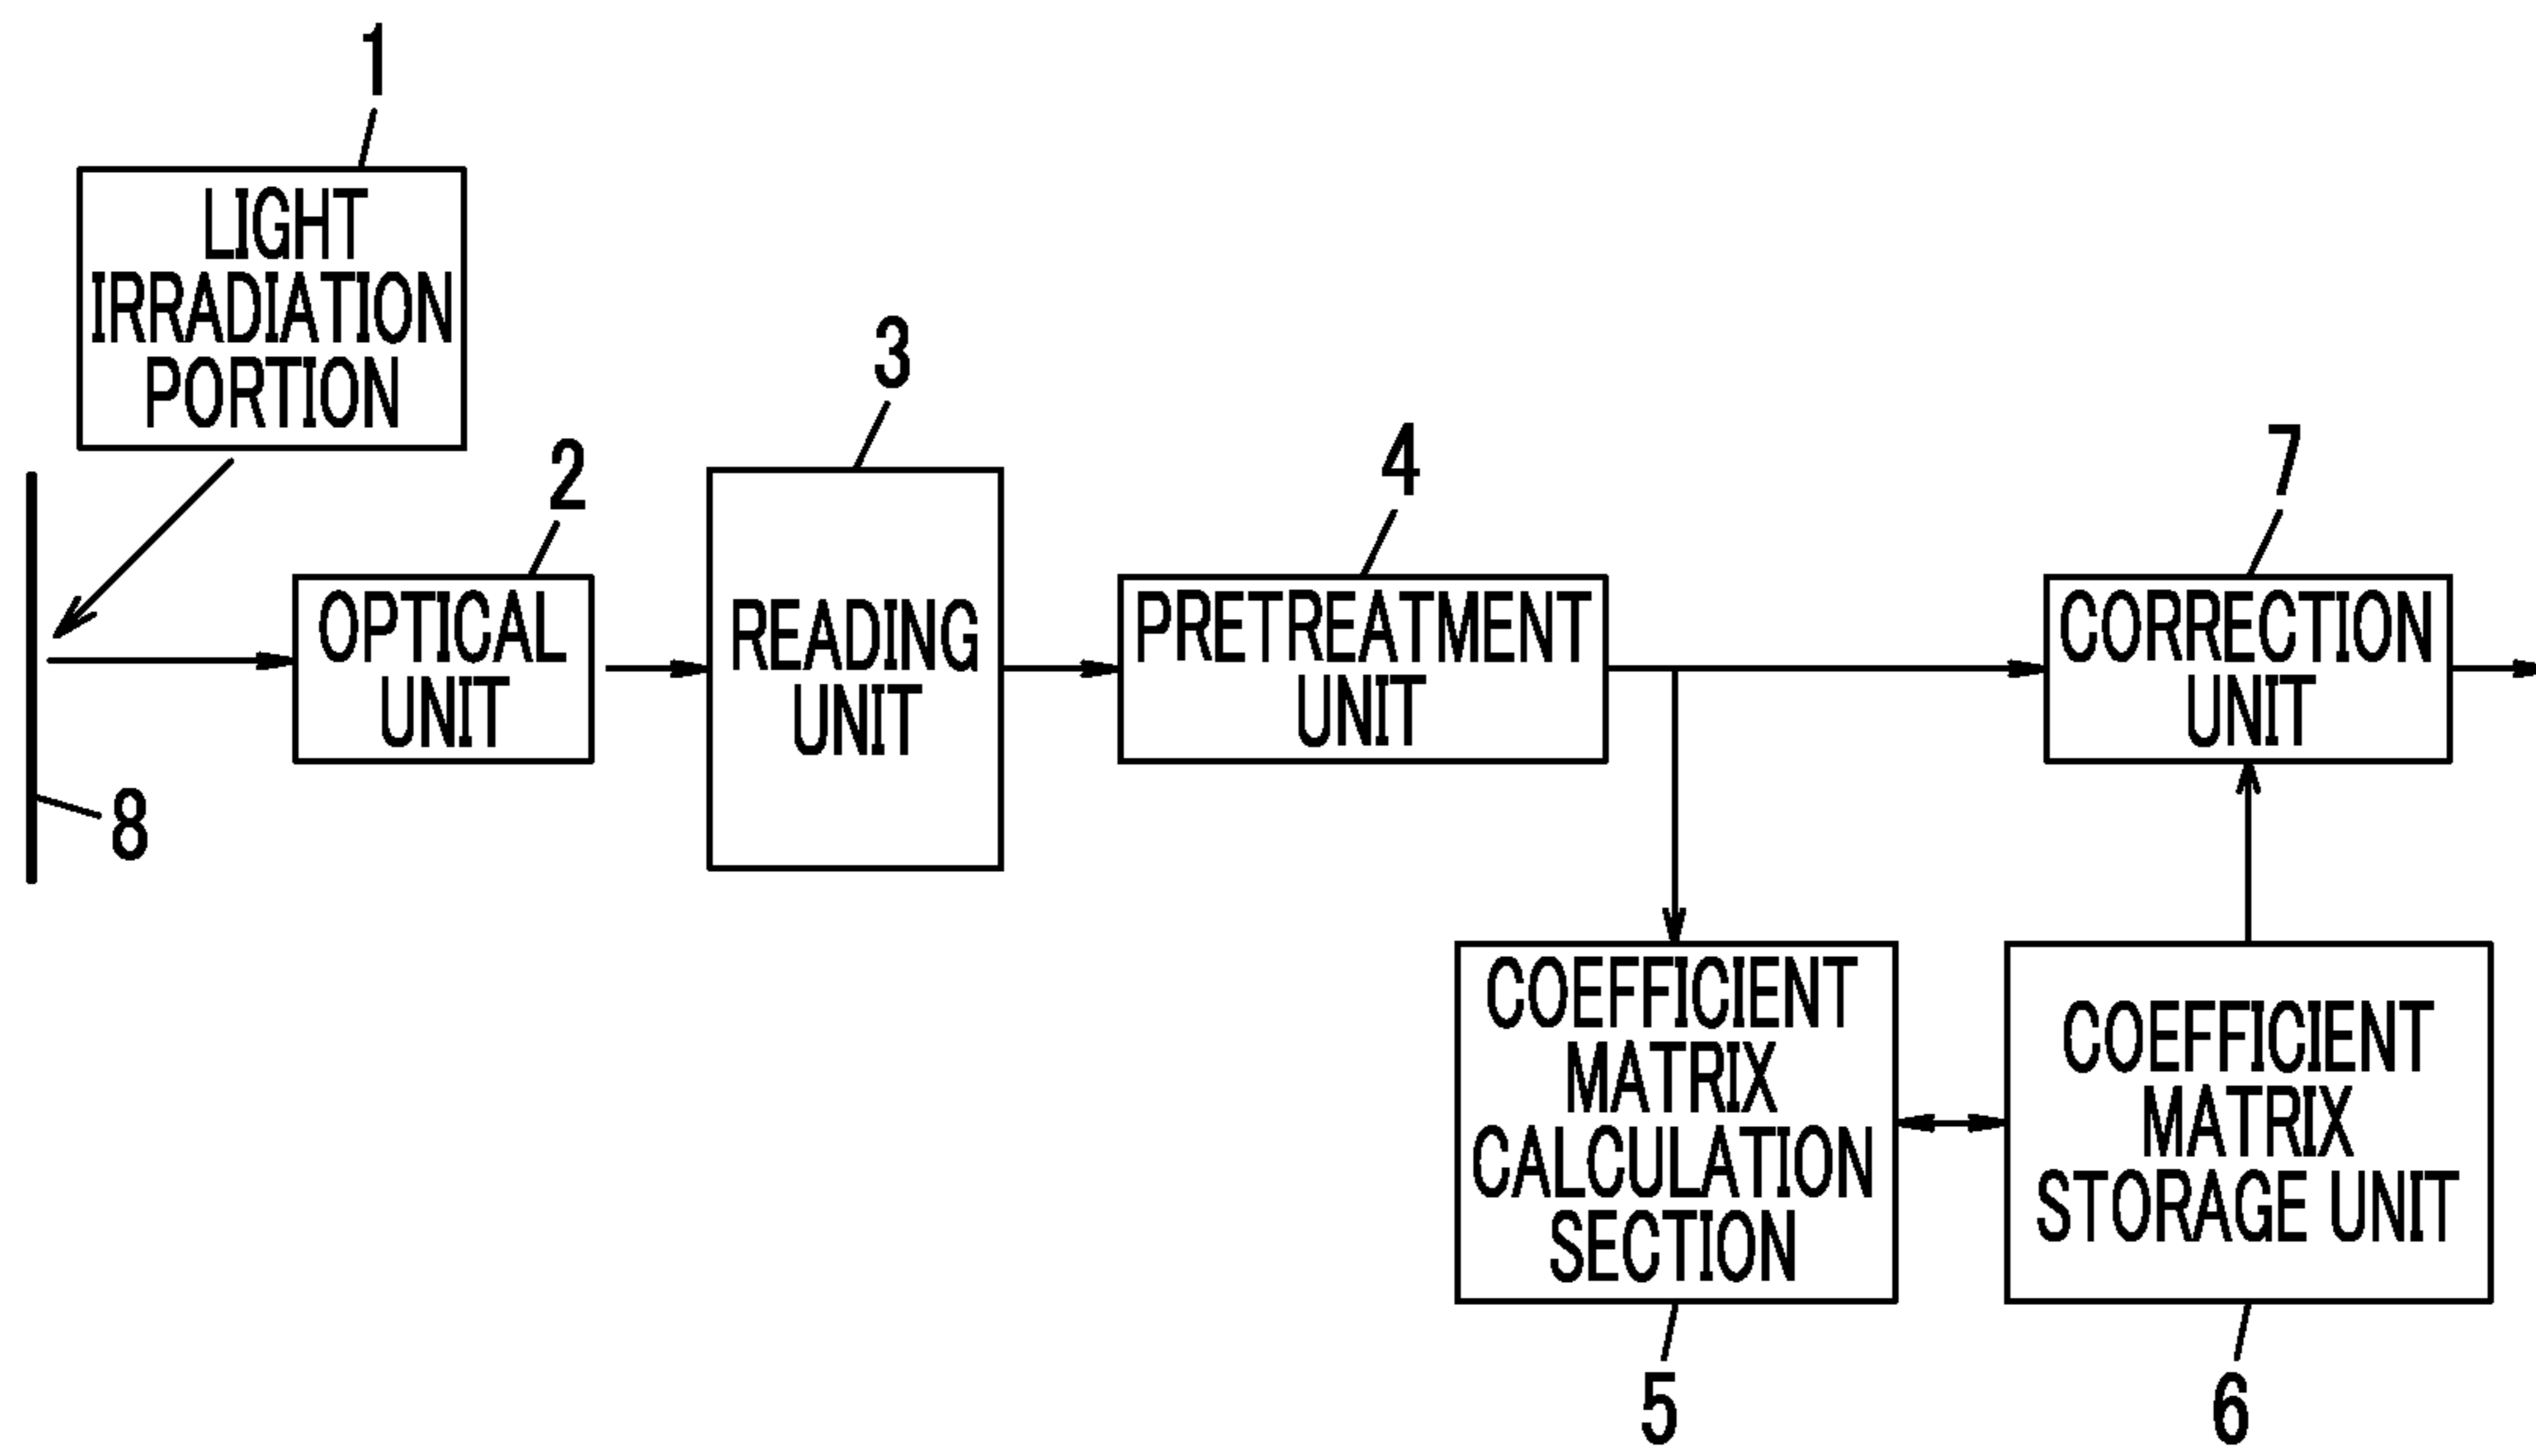 1
LIGHT
IRRADIATION
PORTION
2
OPTICAL
UNIT
3
READING
UNIT
4
PRETREATMENT
UNIT
7
CORRECTION
UNIT
8
COEFFICIENT
MATRIX
CALCULATION
SECTION
5
COEFFICIENT
MATRIX
STORAGE UNIT
6